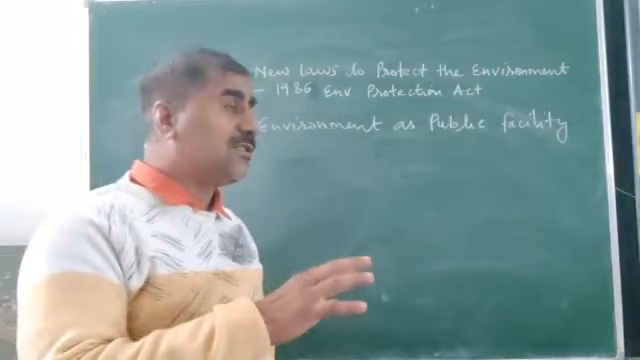 New laws to Protect the Environment
- 1986 Env Protection Act
Environment as Public facility